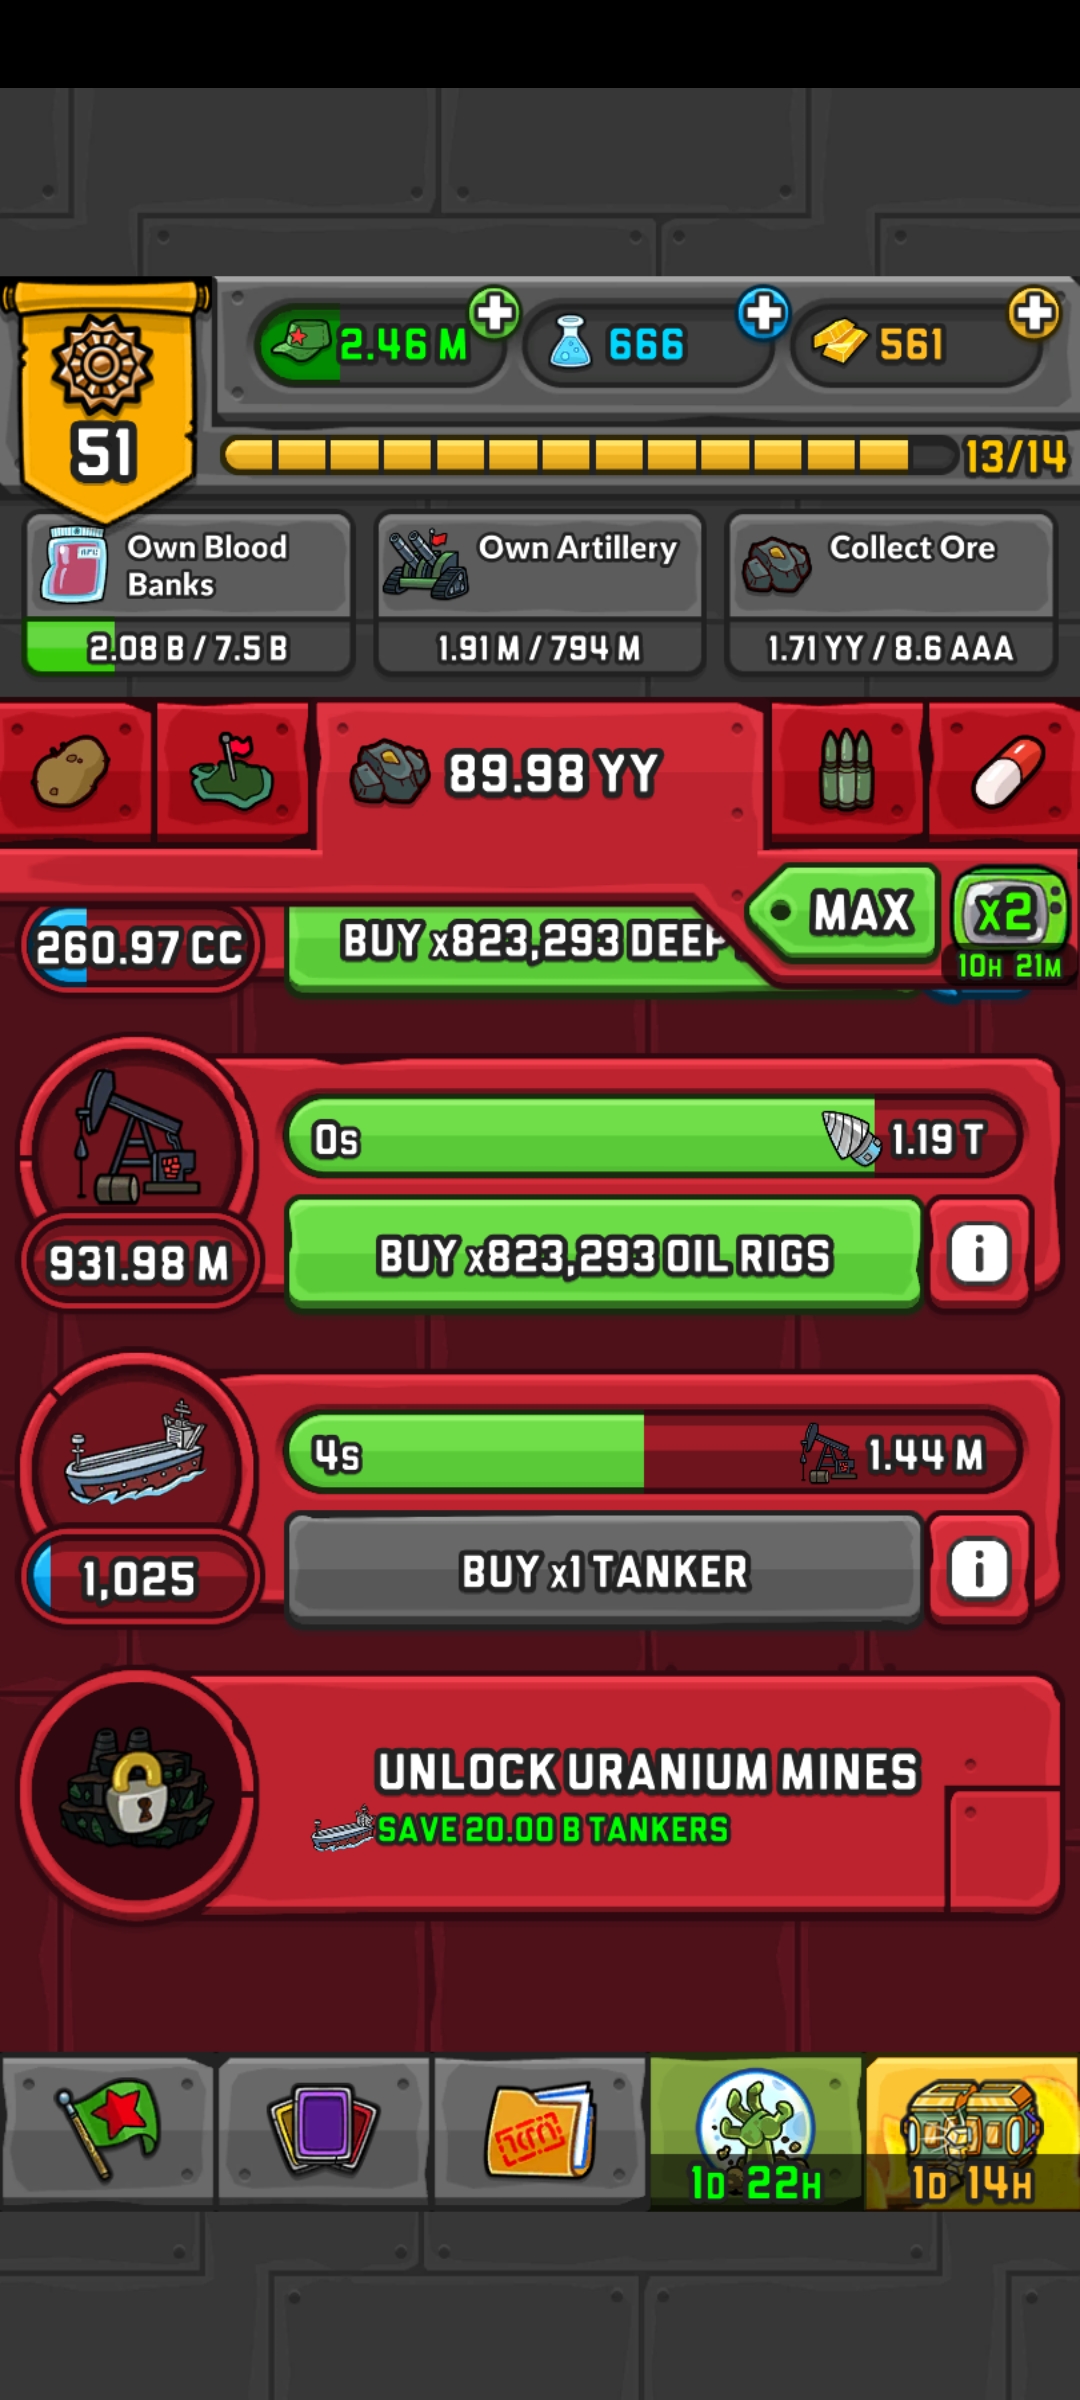 2.46 M
666
561
51
13/14
Own Blood
Banks
2.08 B / 7.5 B
Own Artillery
1.91 M / 794 M
Collect Ore
1.71 YY / 8.6 AAA
89.98 YY
MAX
x2
10H 21M
260.97 CC
BUY x823,293 DEEP
0s
1.19 T
931.98 M
BUY x823,293 OIL RIGS
i
4s
1.44 M
1,025
BUY x1 TANKER
i
UNLOCK URANIUM MINES
SAVE 20.00 B TANKERS
1D 22H
1D 14H